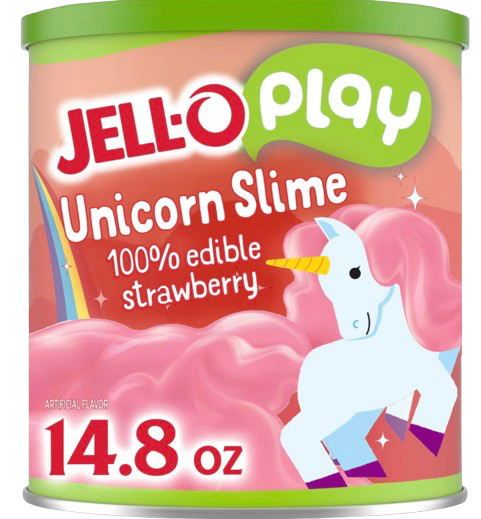 JELL-O play
Unicorn Slime
100% edible
strawberry
ARTIFICIAL FLAVOR
14.8 oz